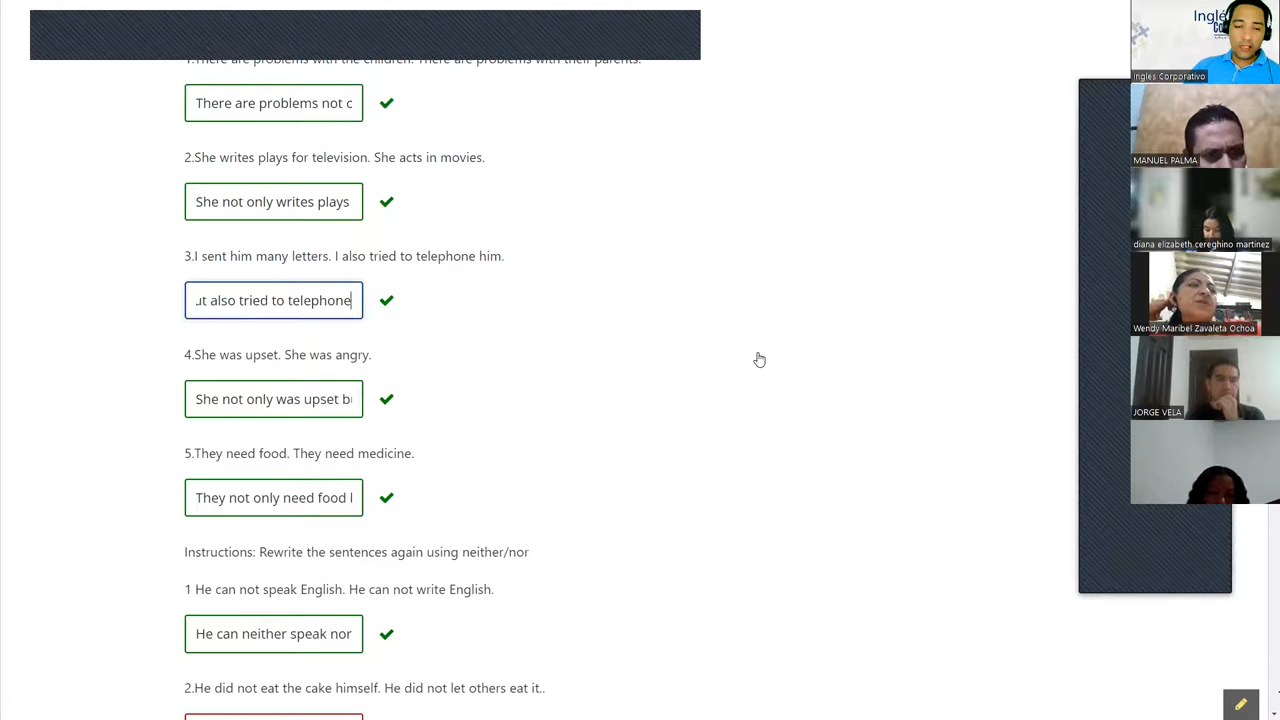 1.There are problems with the children. There are problems with their parents.
There are problems not
2.She writes plays for television. She acts in movies.
She not only writes plays
3.I sent him many letters. I also tried to telephone him.
also tried to telephone
4.She was upset. She was angry.
She not only was upset
5.They need food. They need medicine.
They not only need food
Instructions: Rewrite the sentences again using neither/nor
1 He can not speak English. He can not write English.
He can neither speak nor
2.He did not eat the cake himself. He did not let others eat it..
Ingles Corporativo
MANUEL PALMA
diana elizabeth cereghino martinez
Wendy Maribel Zavaleta Ochoa
JORGE VELA